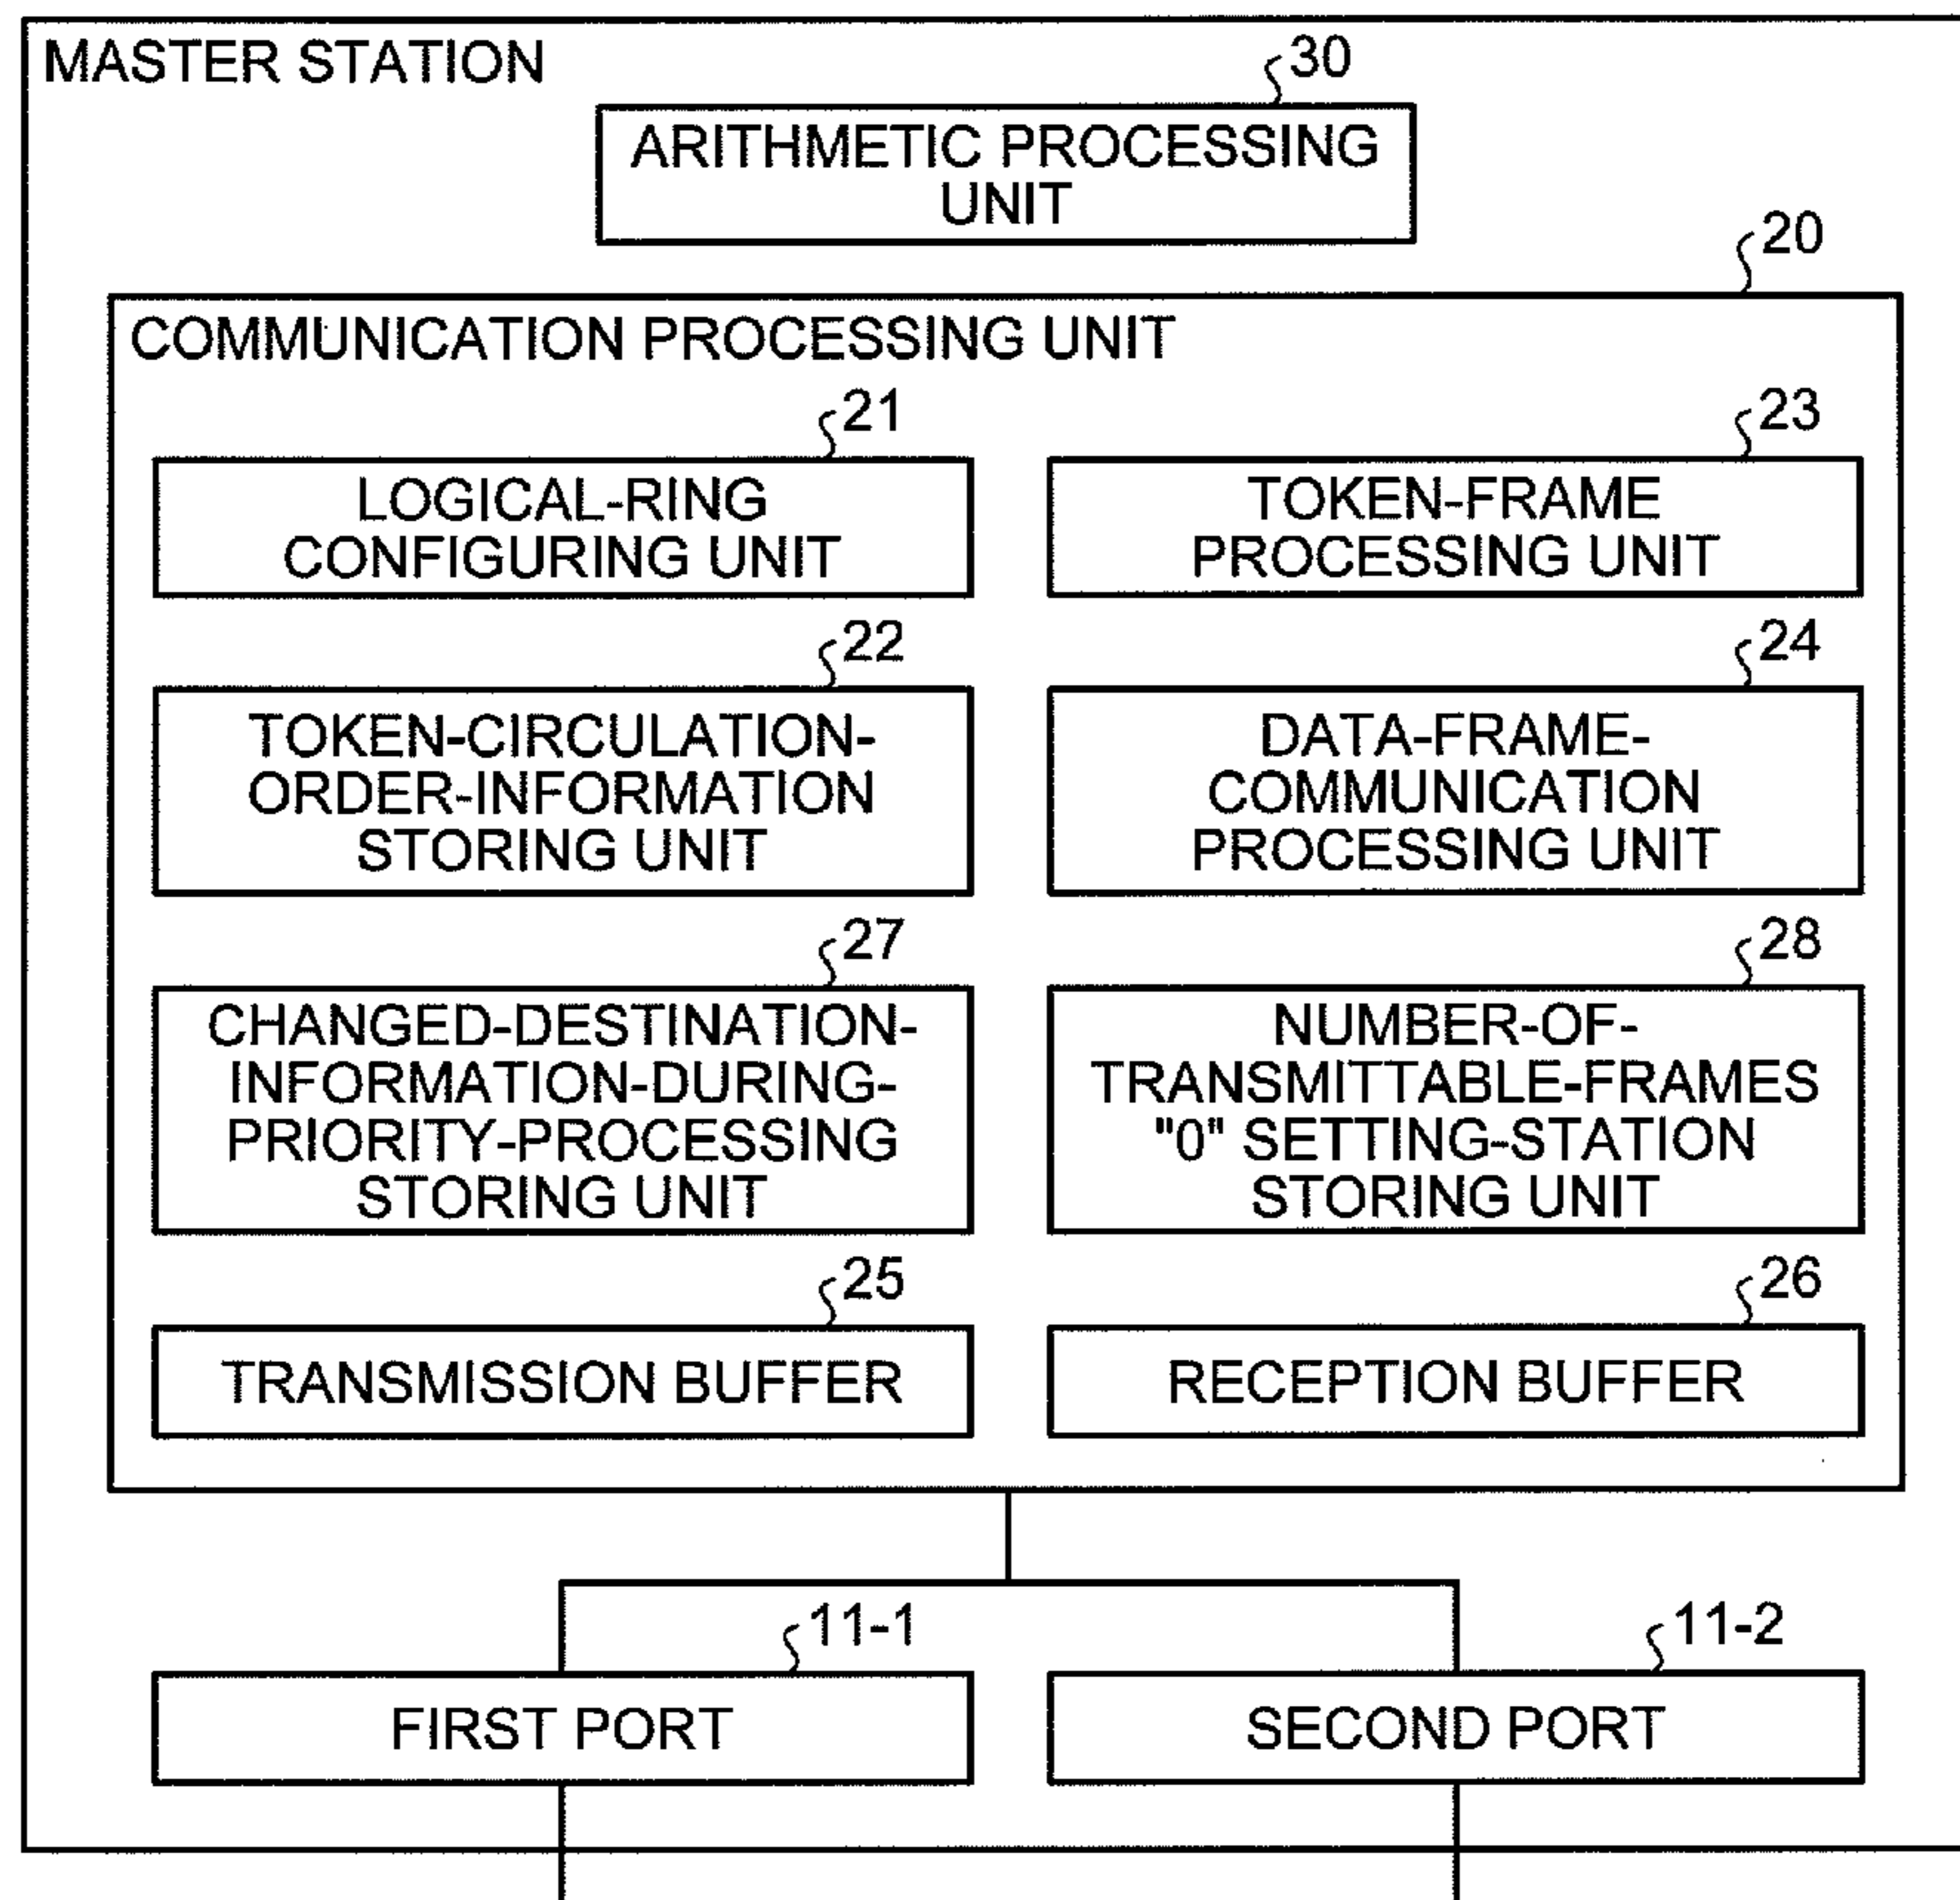 MASTER STATION
30
ARITHMETIC PROCESSING
UNIT
20
COMMUNICATION PROCESSING UNIT
21
LOGICAL-RING
CONFIGURING UNIT
23
TOKEN-FRAME
PROCESSING UNIT
22
TOKEN-CIRCULATION-
ORDER-INFORMATION
STORING UNIT
24
DATA-FRAME-
COMMUNICATION
PROCESSING UNIT
27
CHANGED-DESTINATION-
INFORMATION-DURING-
PRIORITY-PROCESSING
STORING UNIT
28
NUMBER-OF-
TRANSMITTABLE-FRAMES
"0" SETTING-STATION
STORING UNIT
25
TRANSMISSION BUFFER
26
RECEPTION BUFFER
11-1
FIRST PORT
11-2
SECOND PORT